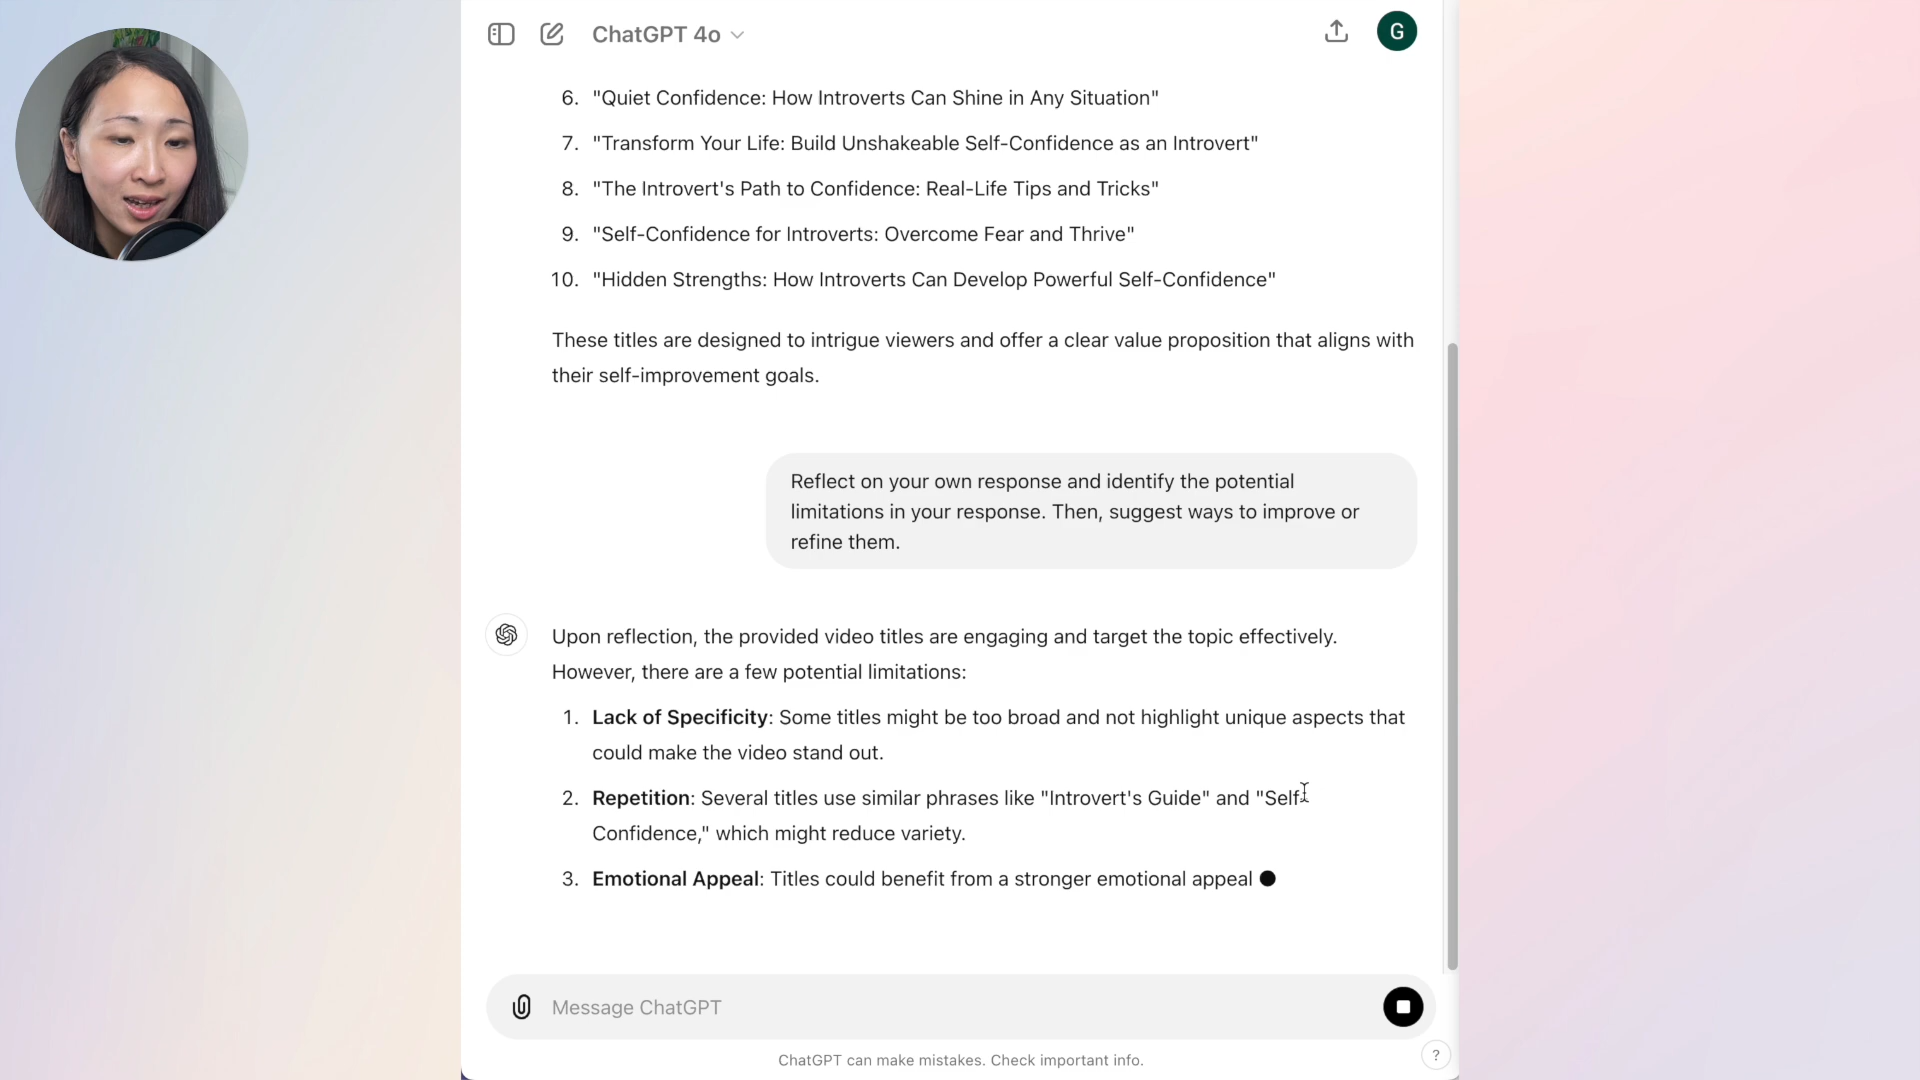 ChatGPT 4o
G
6. "Quiet Confidence: How Introverts Can Shine in Any Situation"
7. "Transform Your Life: Build Unshakeable Self-Confidence as an Introvert"
8. "The Introvert's Path to Confidence: Real-Life Tips and Tricks"
9. "Self-Confidence for Introverts: Overcome Fear and Thrive"
10. "Hidden Strengths: How Introverts Can Develop Powerful Self-Confidence"
These titles are designed to intrigue viewers and offer a clear value proposition that aligns with
their self-improvement goals.
Reflect on your own response and identify the potential
limitations in your response. Then, suggest ways to improve or
refine them.
Upon reflection, the provided video titles are engaging and target the topic effectively.
However, there are a few potential limitations:
1. Lack of Specificity: Some titles might be too broad and not highlight unique aspects that
could make the video stand out.
2. Repetition: Several titles use similar phrases like "Introvert's Guide" and "Self-
Confidence," which might reduce variety.
3. Emotional Appeal: Titles could benefit from a stronger emotional appeal
Message ChatGPT
ChatGPT can make mistakes. Check important info.
?